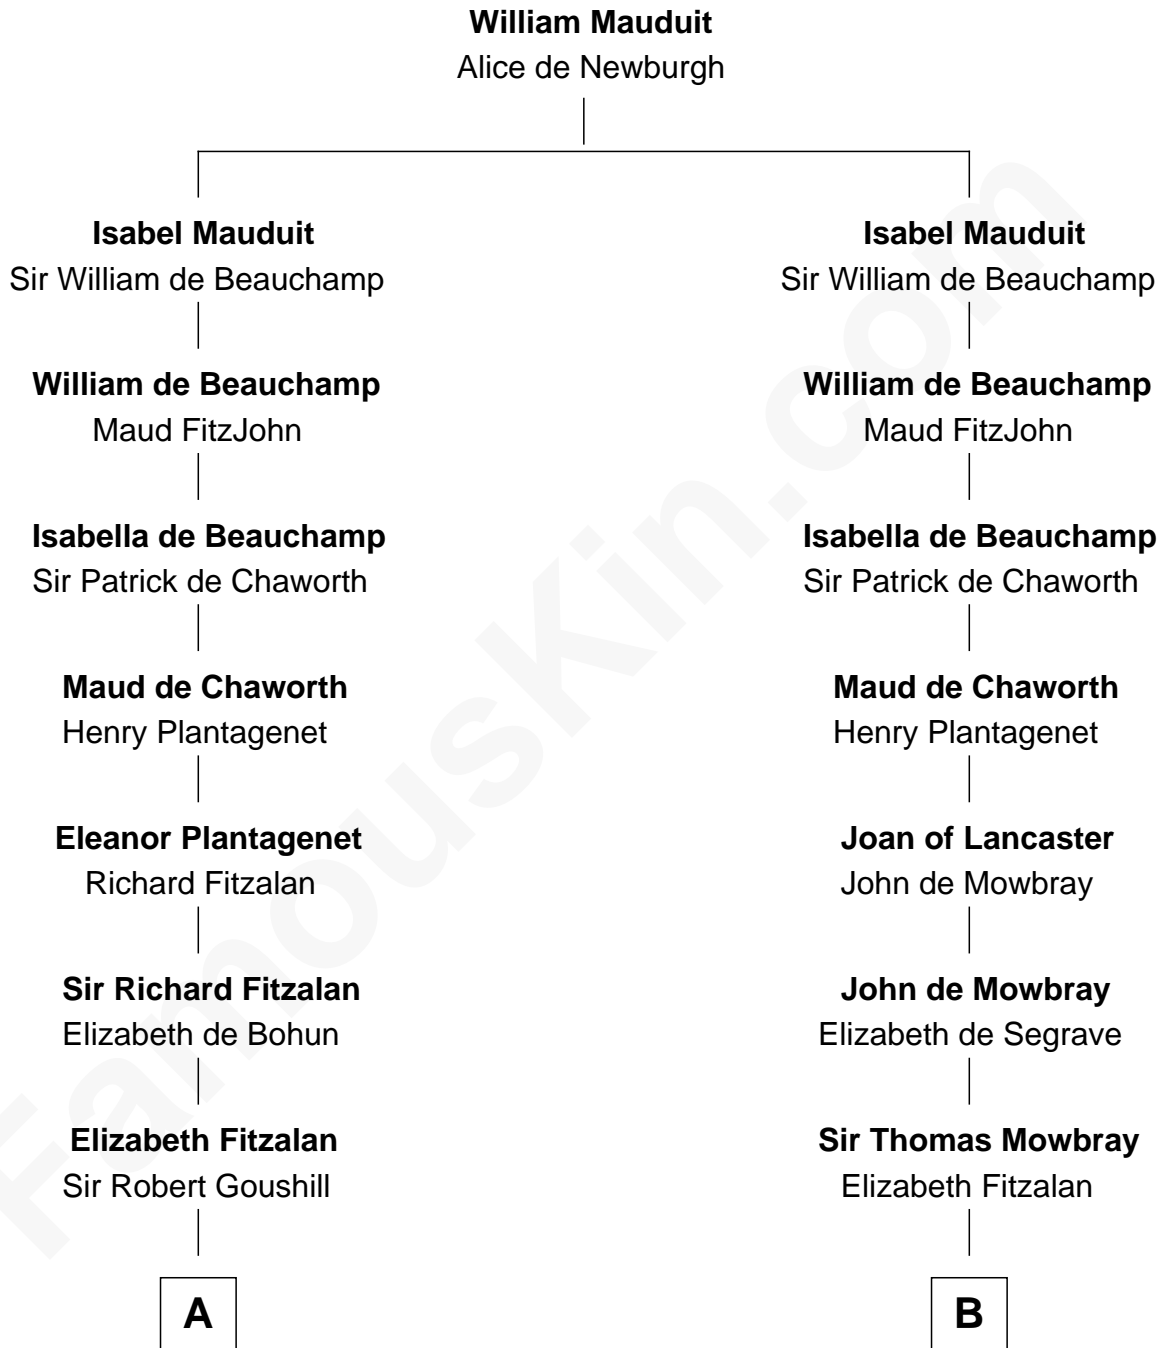 William Mauduit
Alice de Newburgh
Isabel Mauduit
Sir William de Beauchamp
William de Beauchamp
Maud FitzJohn
Isabella de Beauchamp
Sir Patrick de Chaworth
Maud de Chaworth
Henry Plantagenet
Eleanor Plantagenet
Richard Fitzalan
Sir Richard Fitzalan
Elizabeth de Bohun
Elizabeth Fitzalan
Sir Robert Goushill
A
Isabel Mauduit
Sir William de Beauchamp
William de Beauchamp
Maud FitzJohn
Isabella de Beauchamp
Sir Patrick de Chaworth
Maud de Chaworth
Henry Plantagenet
Joan of Lancaster
John de Mowbray
John de Mowbray
Elizabeth de Segrave
Sir Thomas Mowbray
Elizabeth Fitzalan
B
FamousKin.com